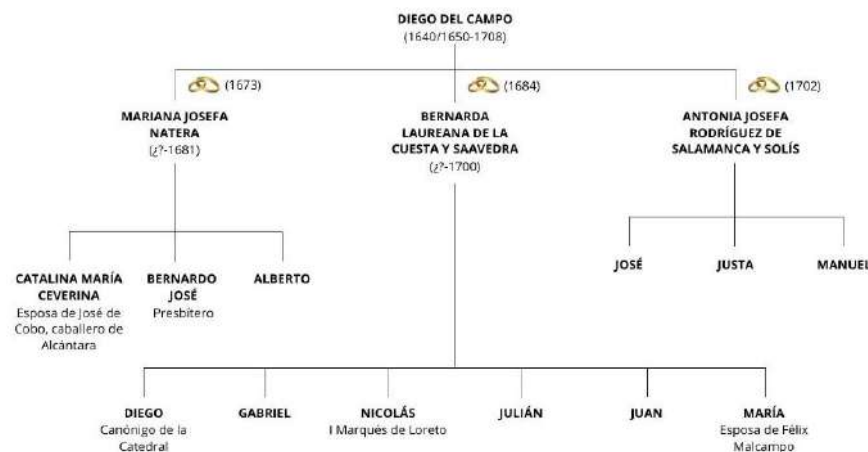 DIEGO DEL CAMPO
(1640/1650-1708)
(1673)
(1684)
(1702)
MARIANA JOSEFA
NATERA
(¿?-1681)
BERNARDA
LAUREANA DE LA
CUESTA Y SAAVEDRA
(¿?-1700)
ANTONIA JOSEFA
RODRÍGUEZ DE
SALAMANCA Y SOLÍS
CATALINA MARÍA
CEVERINA
Esposa de José de
Cobo, caballero de
Alcántara
BERNARDO
JOSÉ
Presbítero
ALBERTO
JOSÉ
JUSTA
MANUEL
DIEGO
Canónigo de la
Catedral
GABRIEL
NICOLÁS
I Marqués de Loreto
JULIÁN
JUAN
MARÍA
Esposa de Félix
Malcampo